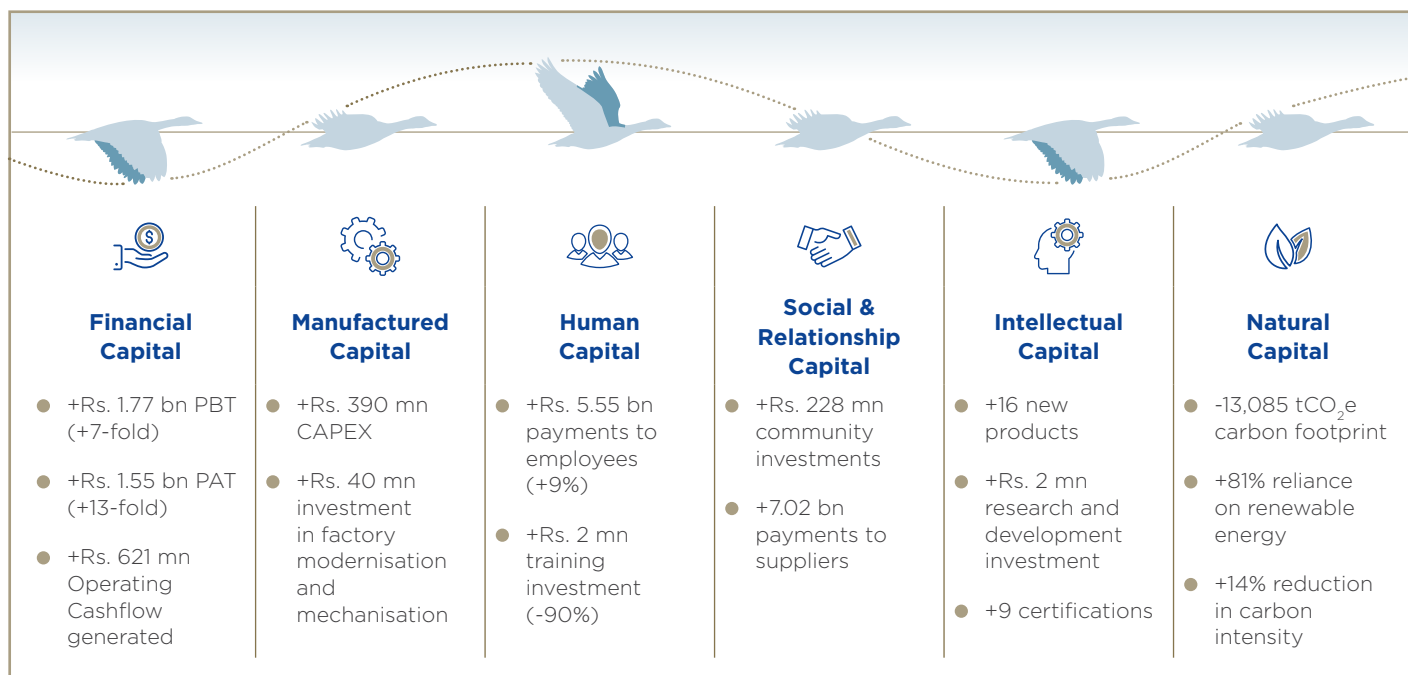 Financial
Capital
+Rs. 1.77 bn PBT
(+7-fold)
+Rs. 1.55 bn PAT
(+13-fold)
+Rs. 621 mn
Operating
Cashflow
generated
Manufactured
Capital
+Rs. 390 mn
CAPEX
+Rs. 40 mn
investment
in factory
modernisation
and
mechanisation
Human
Capital
+Rs. 5.55 bn
payments to
employees
(+9%)
+Rs. 2 mn
training
investment
(-90%)
Social &
Relationship
Capital
+Rs. 228 mn
community
investments
+7.02 bn
payments to
suppliers
Intellectual
Capital
+16 new
products
+Rs. 2 mn
research and
development
investment
+9 certifications
Natural
Capital
-13,085 tCO₂e
carbon footprint
+81% reliance
on renewable
energy
+14% reduction
in carbon
intensity